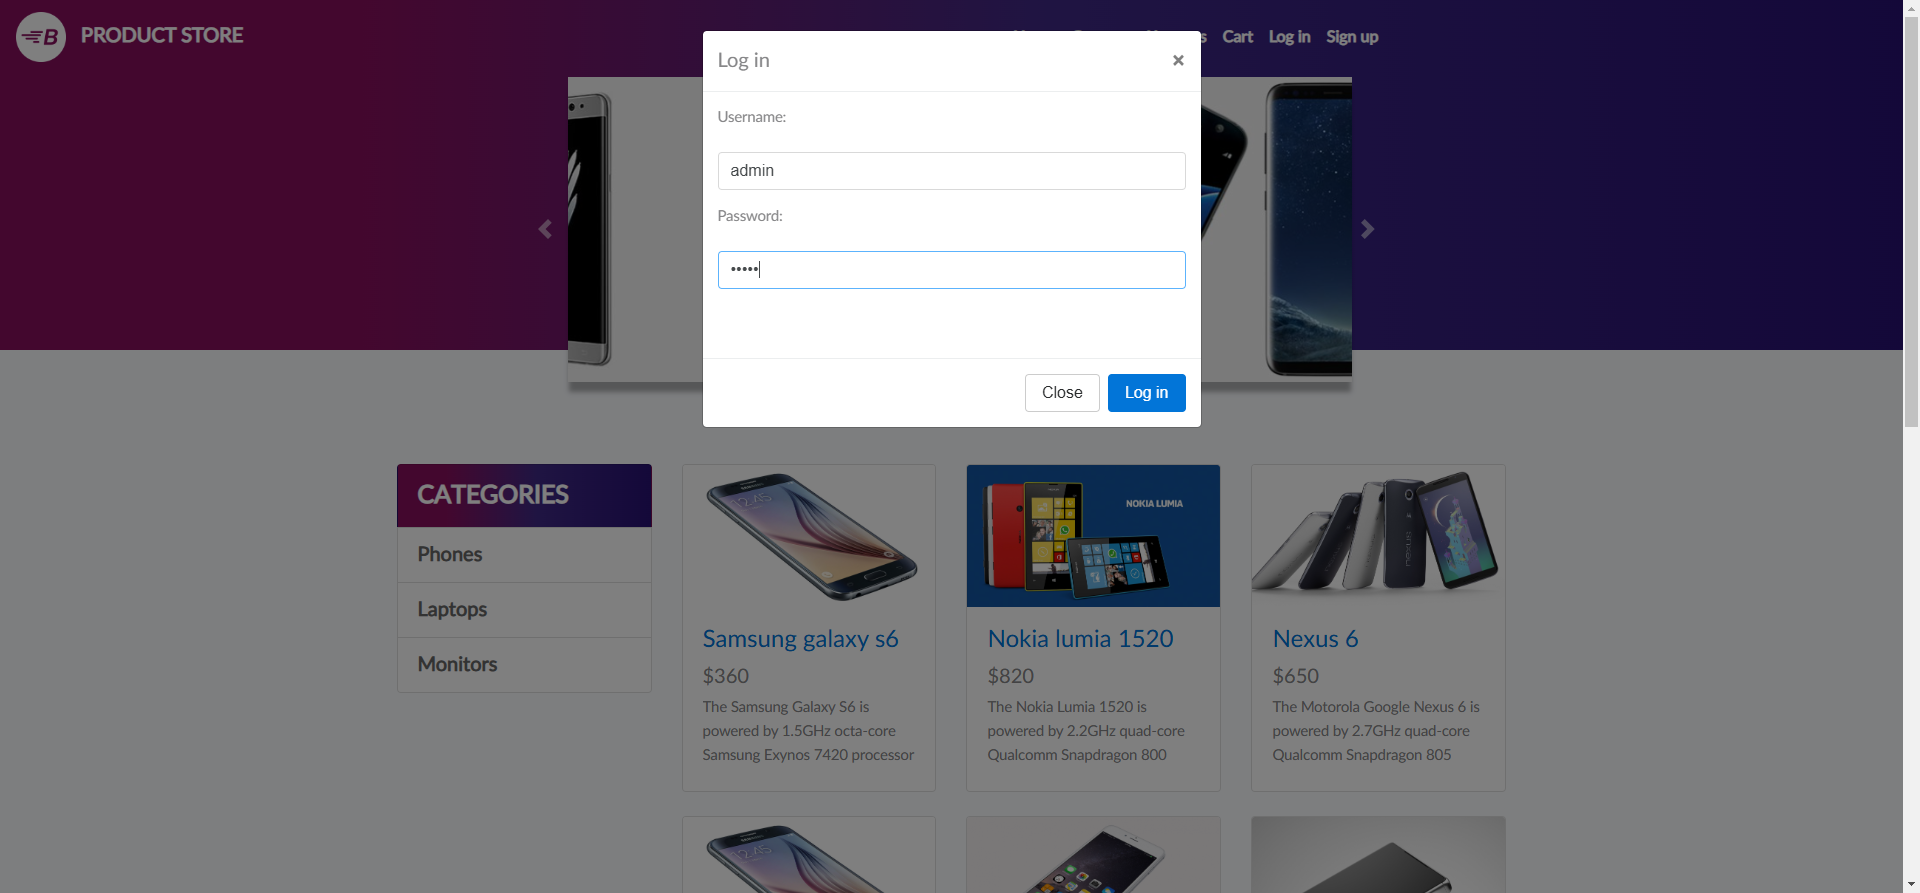 B PRODUCT STORE
Cart Log in Sign up
Log in ×
Username:
admin
Password:
•••••
Close Log in
CATEGORIES
Phones
Laptops
Monitors
NOKIA LUMIA
Samsung galaxy s6
$360
The Samsung Galaxy S6 is
powered by 1.5GHz octa-core
Samsung Exynos 7420 processor
Nokia lumia 1520
$820
The Nokia Lumia 1520 is
powered by 2.2GHz quad-core
Qualcomm Snapdragon 800
nexus
Nexus 6
$650
The Motorola Google Nexus 6 is
powered by 2.7GHz quad-core
Qualcomm Snapdragon 805